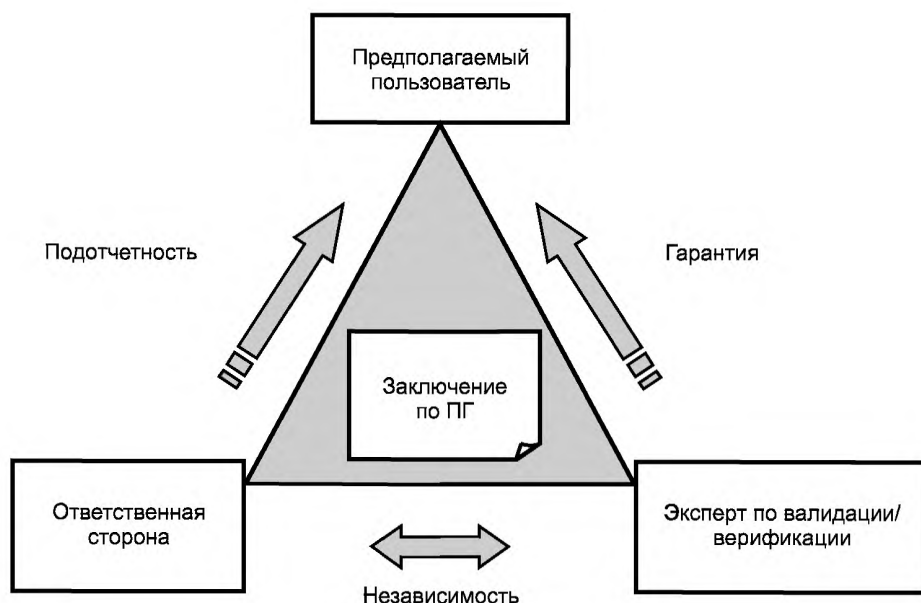 Предполагаемый
пользователь
Подотчетность
Гарантия
Заключение
по ПГ
Ответственная
сторона
Эксперт по валидации/
верификации
Независимость